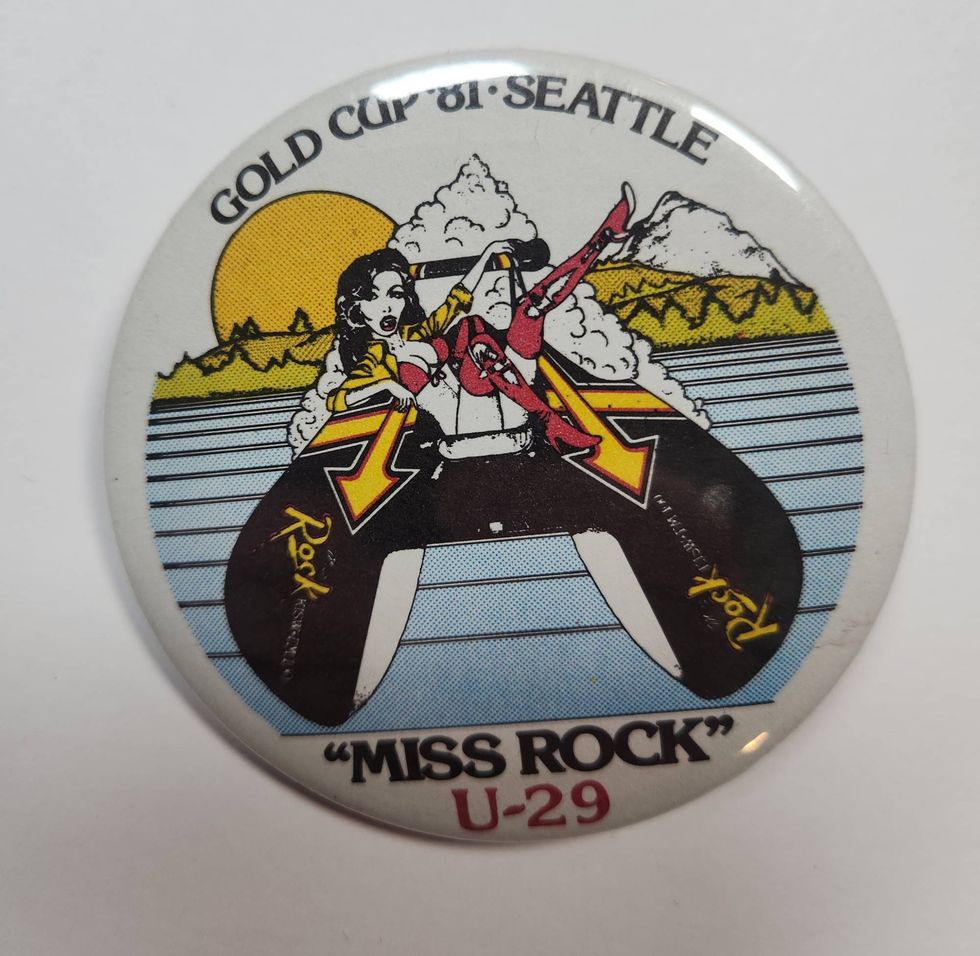 GOLD CUP '81 · SEATTLE
Rock
Rock
"MISS ROCK"
U-29